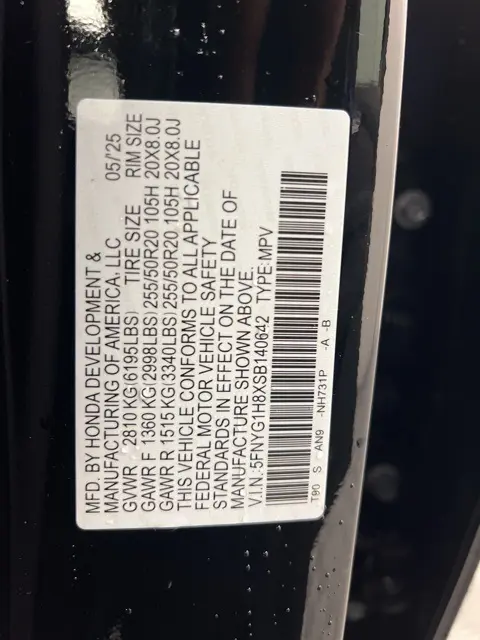 MFD. BY HONDA DEVELOPMENT &
MANUFACTURING OF AMERICA, LLC 05/'25
GVWR 2810 KG(6195LBS) TIRE SIZE RIM SIZE
GAWR F 1360 KG(2998LBS) 255/50R20 105H 20X8.0J
GAWR R 1515 KG(3340LBS) 255/50R20 105H 20X8.0J
THIS VEHICLE CONFORMS TO ALL APPLICABLE
FEDERAL MOTOR VEHICLE SAFETY
STANDARDS IN EFFECT ON THE DATE OF
MANUFACTURE SHOWN ABOVE.
V.I.N.:5FNYG1H8XSB140642 TYPE:MPV
T90 S AN9 -NH731P -A -B